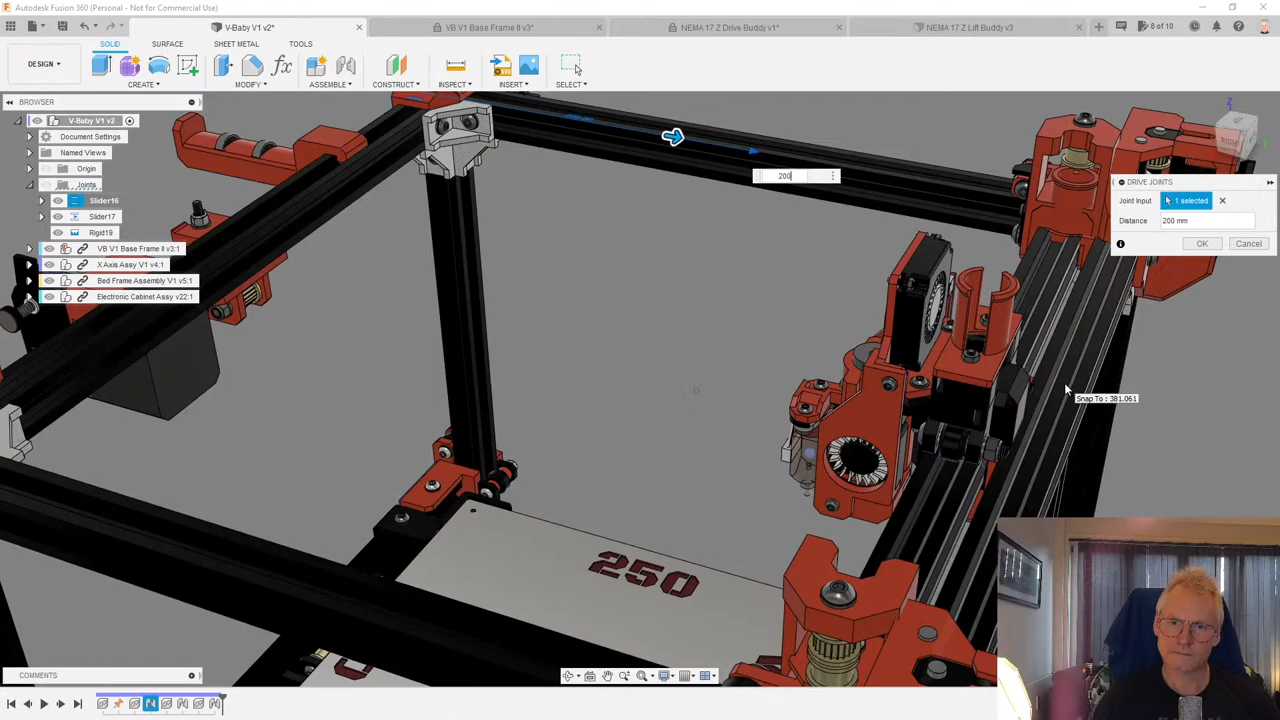 Autodesk Fusion 360 (Personal - Not for Commercial Use)
V-Baby V1 v2*
VB V1 Base Frame II v3*
NEMA 17 Z Drive Buddy v1*
NEMA 17 Z Lift Buddy v3
8 of 10
SOLID
SURFACE
SHEET METAL
TOOLS
DESIGN
CREATE
MODIFY
ASSEMBLE
CONSTRUCT
INSPECT
INSERT
SELECT
BROWSER
V-Baby V1 v2
Document Settings
Named Views
Origin
Joints
Slider16
Slider17
Rigid19
VB V1 Base Frame II v3:1
X Axis Assy V1 v4:1
Bed Frame Assembly V1 v5:1
Electronic Cabinet Assy v22:1
200.00
200
Z
RIGHT
DRIVE JOINTS
Joint Input
1 selected
Distance
200 mm
OK
Cancel
Snap To : 381.061
250
COMMENTS